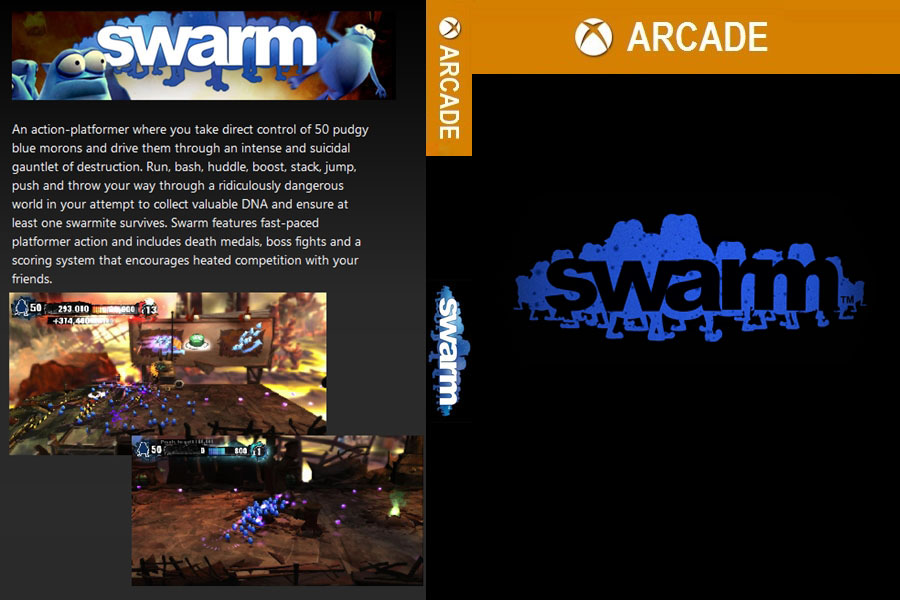 swarm
An action-platformer where you take direct control of 50 pudgy
blue morons and drive them through an intense and suicidal
gauntlet of destruction. Run, bash, huddle, boost, stack, jump,
push and throw your way through a ridiculously dangerous
world in your attempt to collect valuable DNA and ensure at
least one swarmite survives. Swarm features fast-paced
platformer action and includes death medals, boss fights and a
scoring system that encourages heated competition with your
friends.
50
293,010
13
50
0
800
1
ARCADE
swarm
ARCADE
swarm™